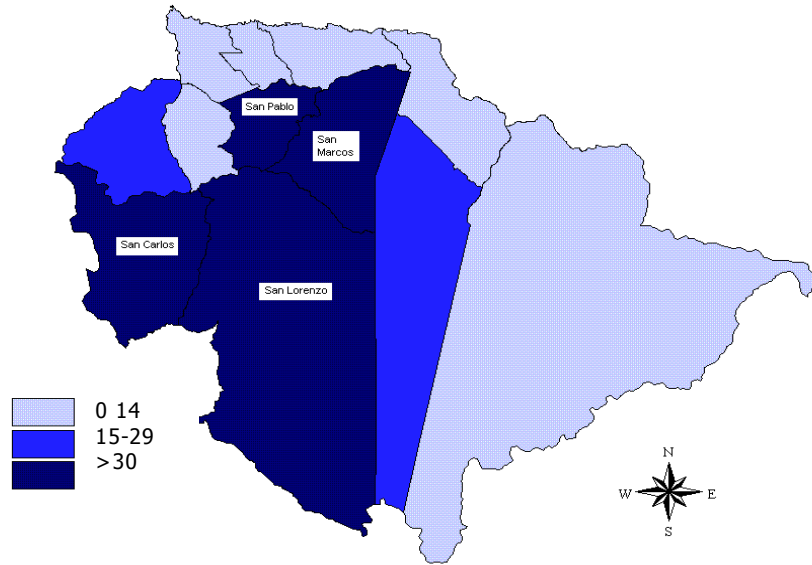 San Pablo
San
Marcos
San Carlos
San Lorenzo
0 14
15-29
>30
N
W E
S